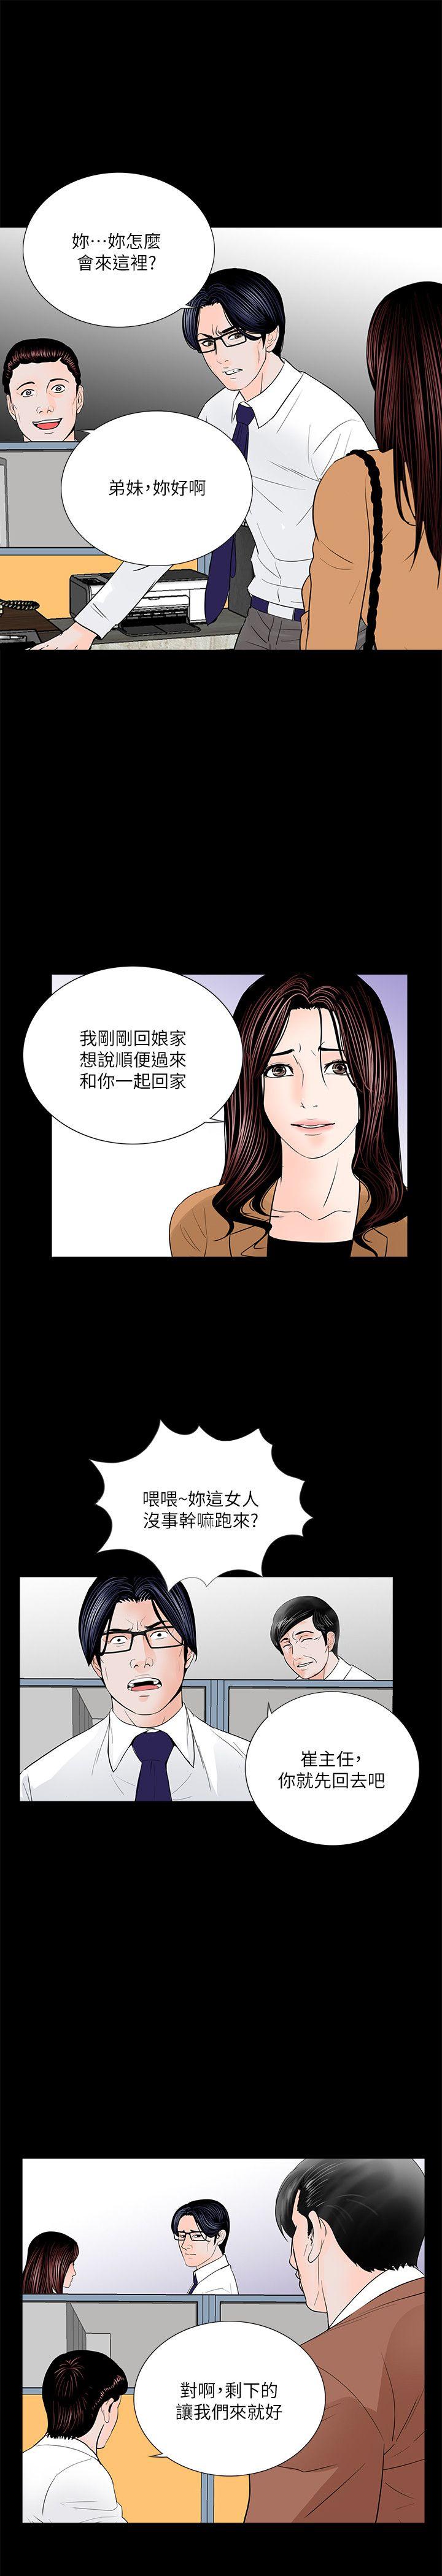 妳…妳怎麼
會來這裡?
弟妹,妳好啊
我剛剛回娘家
想說順便過來
和你一起回家
喂喂~妳這女人
沒事幹嘛跑來?
崔主任,
你就先回去吧
對啊,剩下的
讓我們來就好